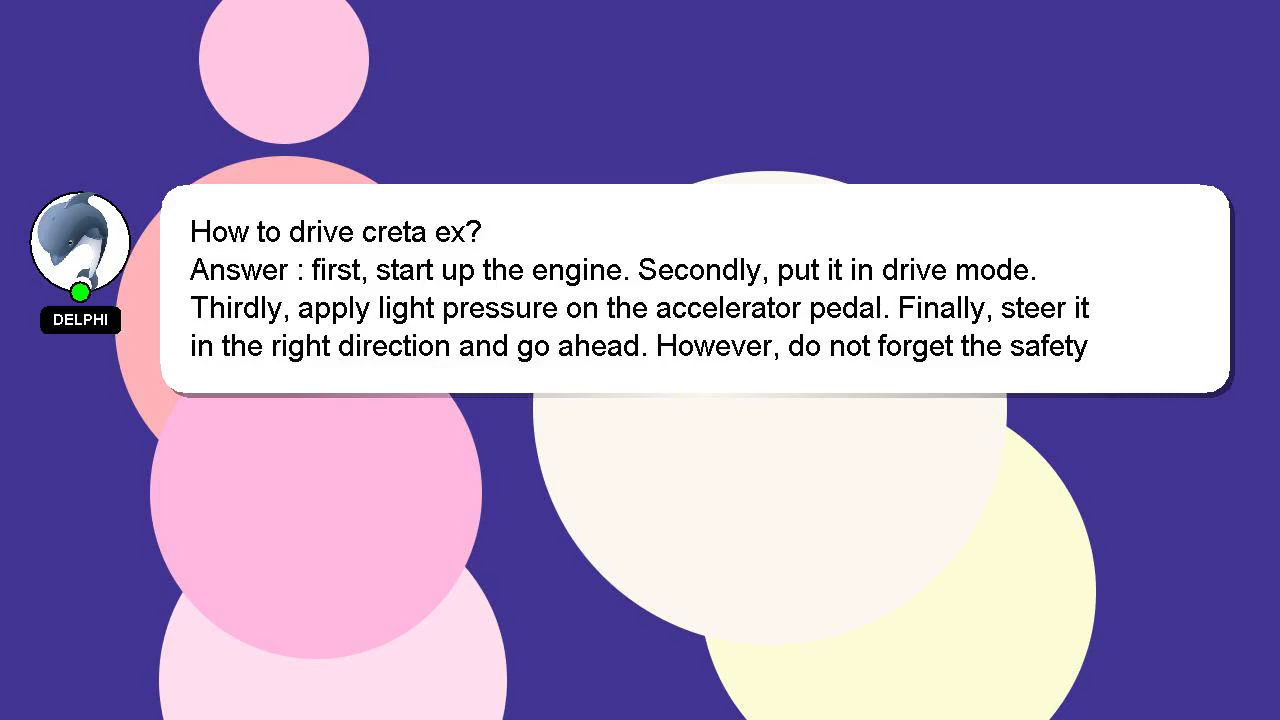 How to drive creta ex?
Answer : first, start up the engine. Secondly, put it in drive mode.
Thirdly, apply light pressure on the accelerator pedal. Finally, steer it
in the right direction and go ahead. However, do not forget the safety
DELPHI